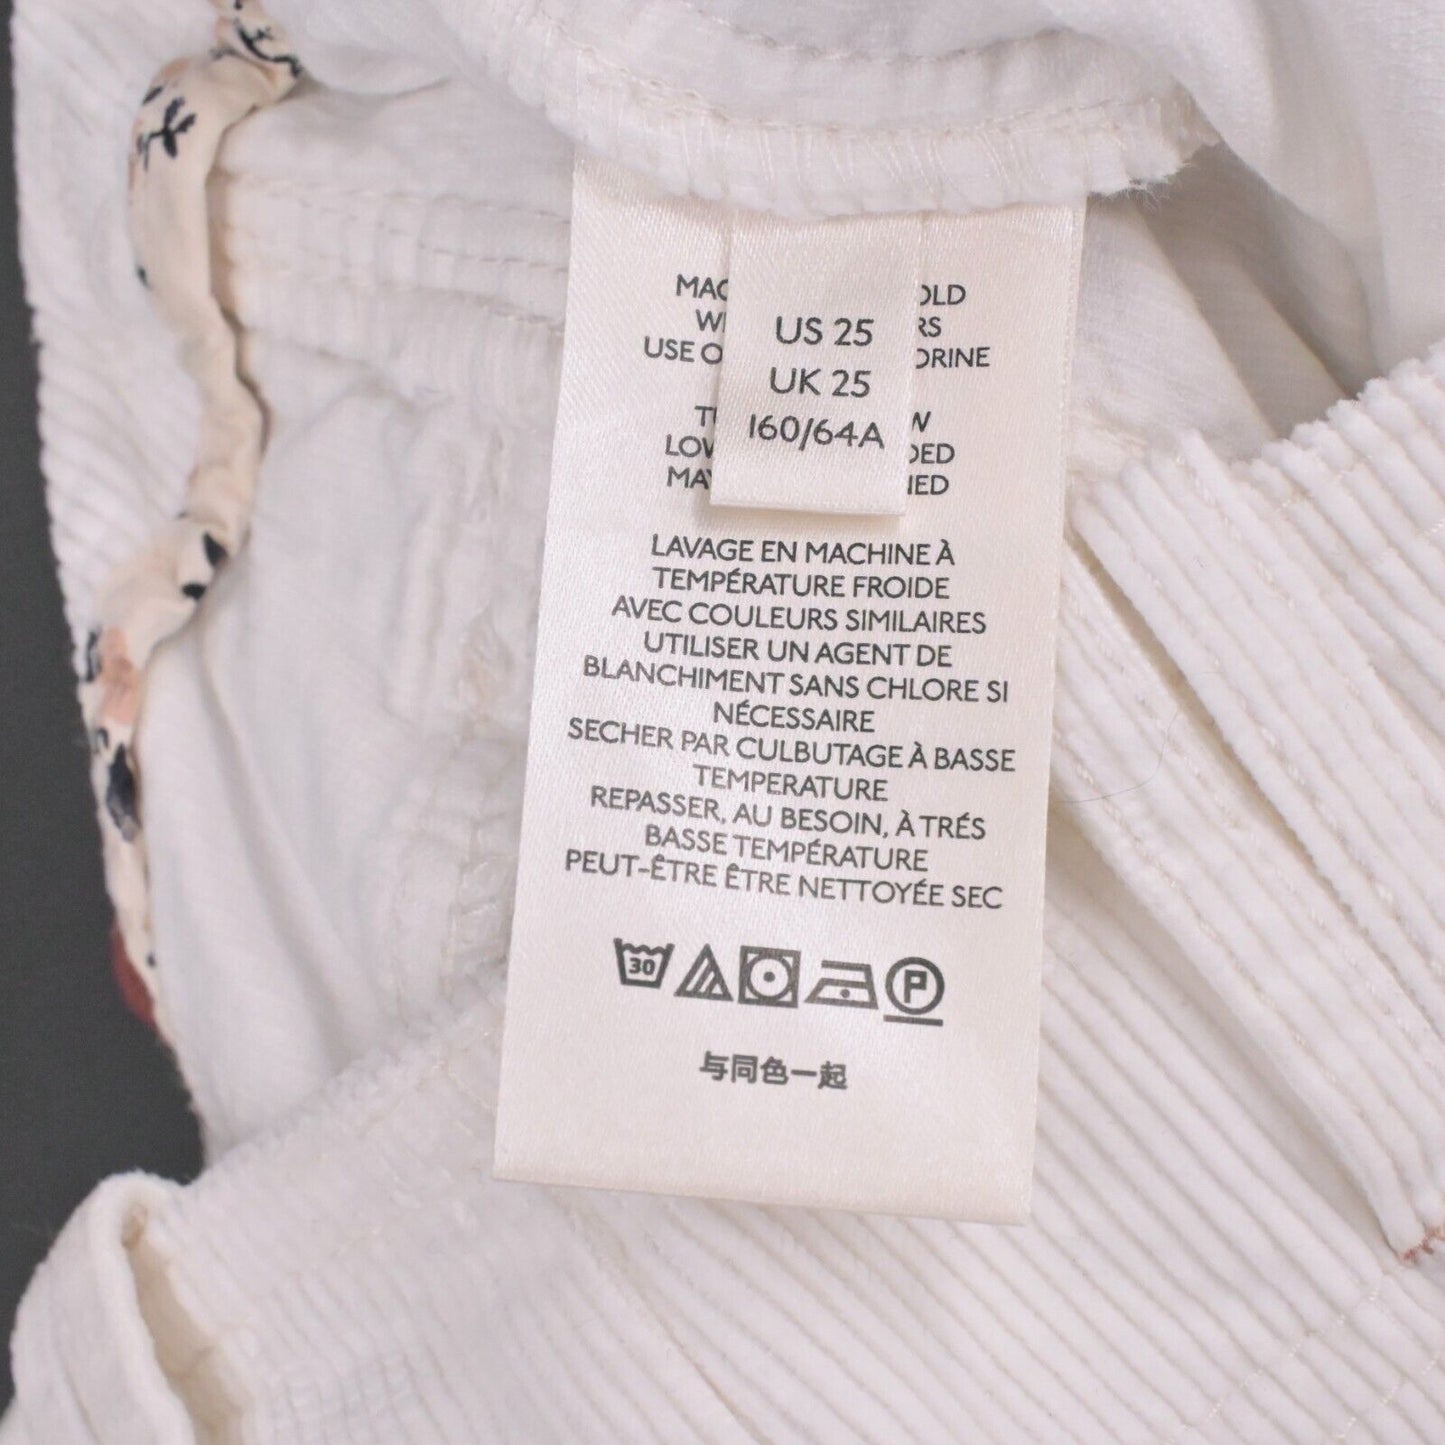 US 25
UK 25
160/64A
USE
LAVAGE EN MACHINE À
TEMPÉRATURE FROIDE
AVEC COULEURS SIMILAIRES
UTILISER UN AGENT DE
BLANCHIMENT SANS CHLORE SI
NÉCESSAIRE
SECHER PAR CULBUTAGE À BASSE
TEMPERATURE
REPASSER, AU BESOIN, À TRÉS
BASSE TEMPÉRATURE
PEUT-ÊTRE ÊTRE NETTOYÉE SEC
30
P
与同色一起